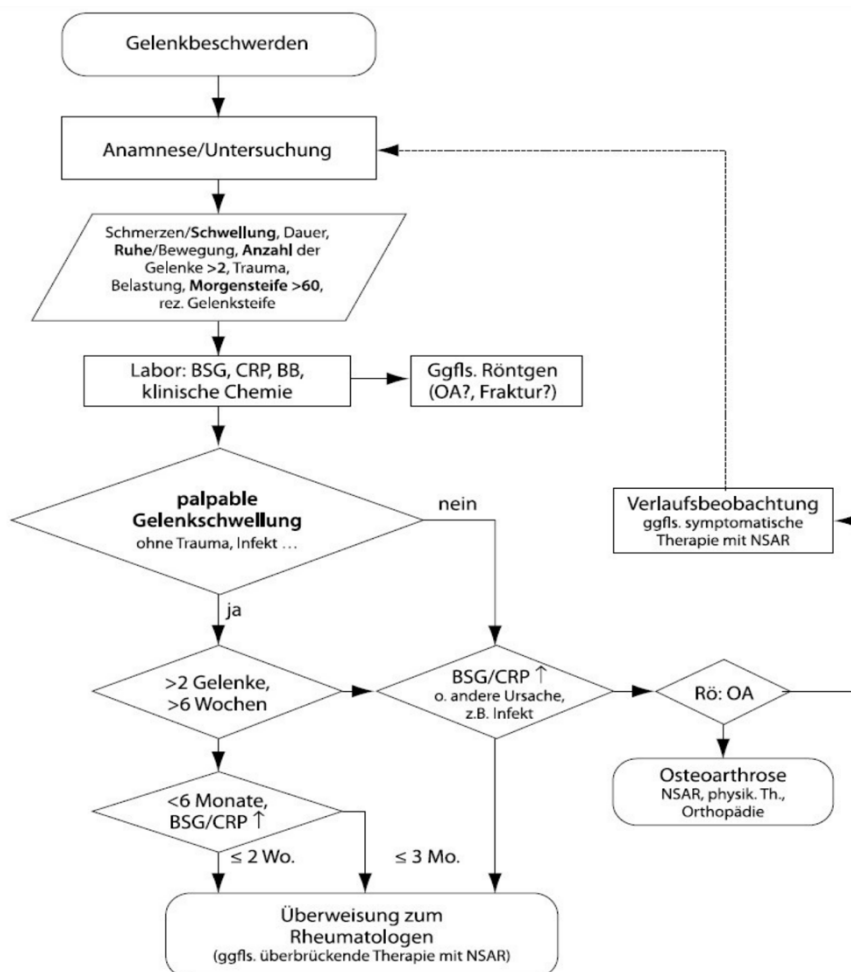 Gelenkbeschwerden
Anamnese/Untersuchung
Schmerzen/Schwellung, Dauer,
Ruhe/Bewegung, Anzahl der
Gelenke >2, Trauma,
Belastung, Morgensteife >60,
rez. Gelenksteife
Labor: BSG, CRP, BB,
klinische Chemie
Ggfls. Röntgen
(OA?, Fraktur?)
palpable
Gelenkschwellung
ohne Trauma, Infekt ...
nein
Verlaufsbeobachtung
ggfls. symptomatische
Therapie mit NSAR
ja
>2 Gelenke,
>6 Wochen
BSG/CRP ↑
o. andere Ursache,
z.B. Infekt
Rö: OA
Osteoarthrose
NSAR, physik. Th.,
Orthopädie
<6 Monate,
BSG/CRP ↑
≤ 2 Wo.
≤ 3 Mo.
Überweisung zum
Rheumatologen
(ggfls. überbrückende Therapie mit NSAR)